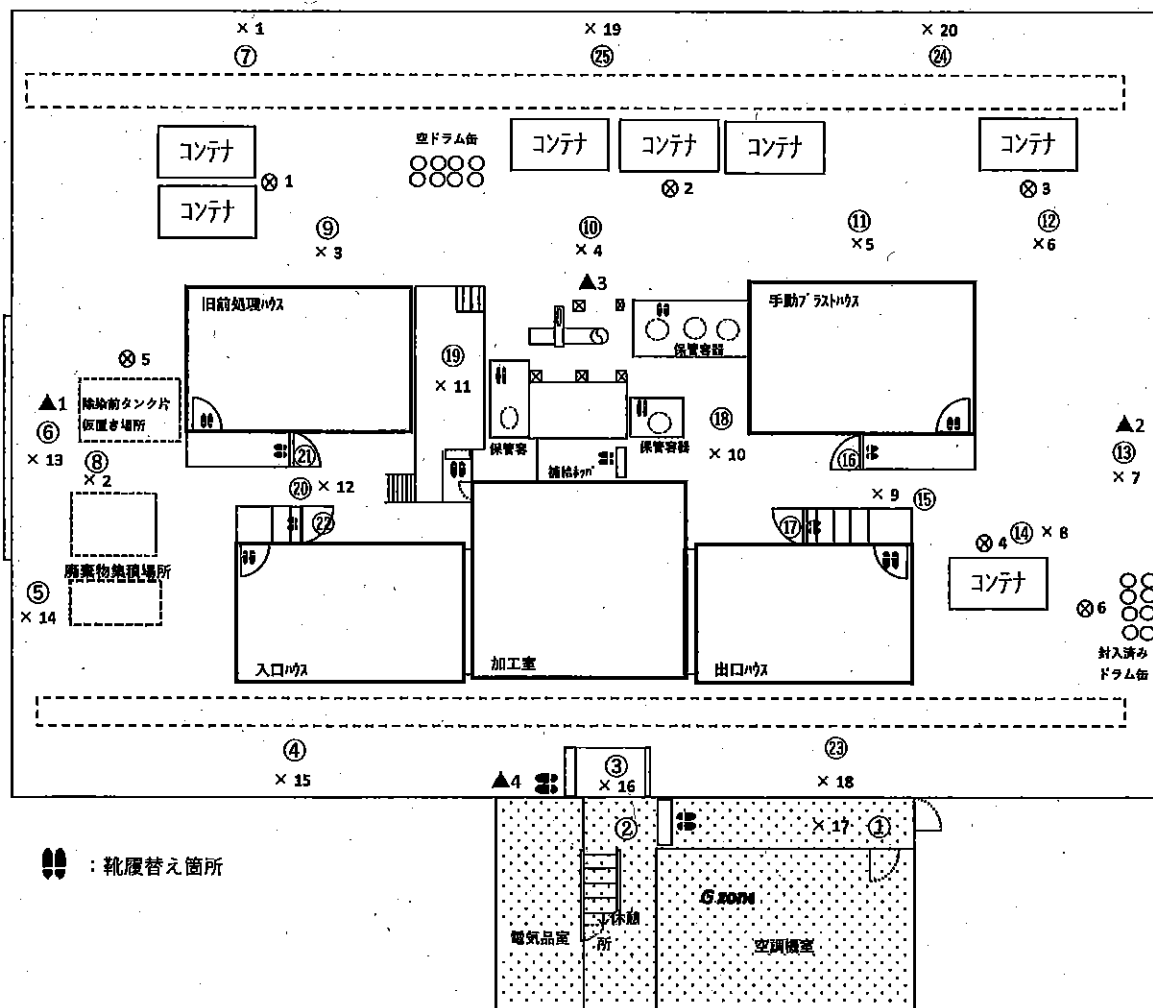 × 1
× 19
× 20
⑦
㉕
㉔
コンテナ
空ドラム缶
コンテナ
コンテナ
コンテナ
コンテナ
⊗ 1
⊗ 2
⊗ 3
コンテナ
⑨
× 3
⑩
× 4
⑪
× 5
⑫
× 6
▲3
旧前処理ハウス
手動ブラストハウス
保管容器
⑲
× 11
⊗ 5
除染前タンク片
仮置き場所
▲1
⑥
× 13
⑧
× 2
⑱
× 10
保管容
保管容器
補給ホッパ
▲2
⑬
× 7
㉑
⑯
⑳
× 12
× 9
⑮
㉒
⑰
⊗ 4
⑭
× 8
廃棄物集積場所
コンテナ
⑤
× 14
⊗ 6
封入済み
ドラム缶
入口ハウス
加工室
出口ハウス
④
× 15
▲4
③
× 16
㉓
× 18
②
× 17
①
:靴履替え箇所
G zone
休憩
所
電気品室
空調機室